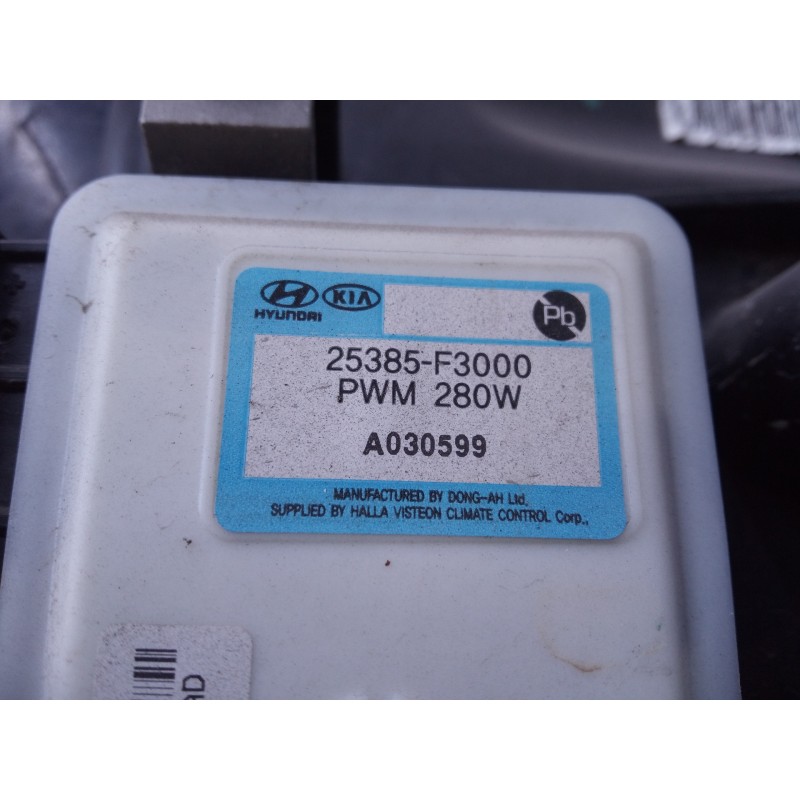 HYUNDAI KIA Pb
25385-F3000
PWM 280W
A030599
MANUFACTURED BY DONG-AH Ltd,
SUPPLIED BY HALLA VISTEON CLIMATE CONTROL Corp.,